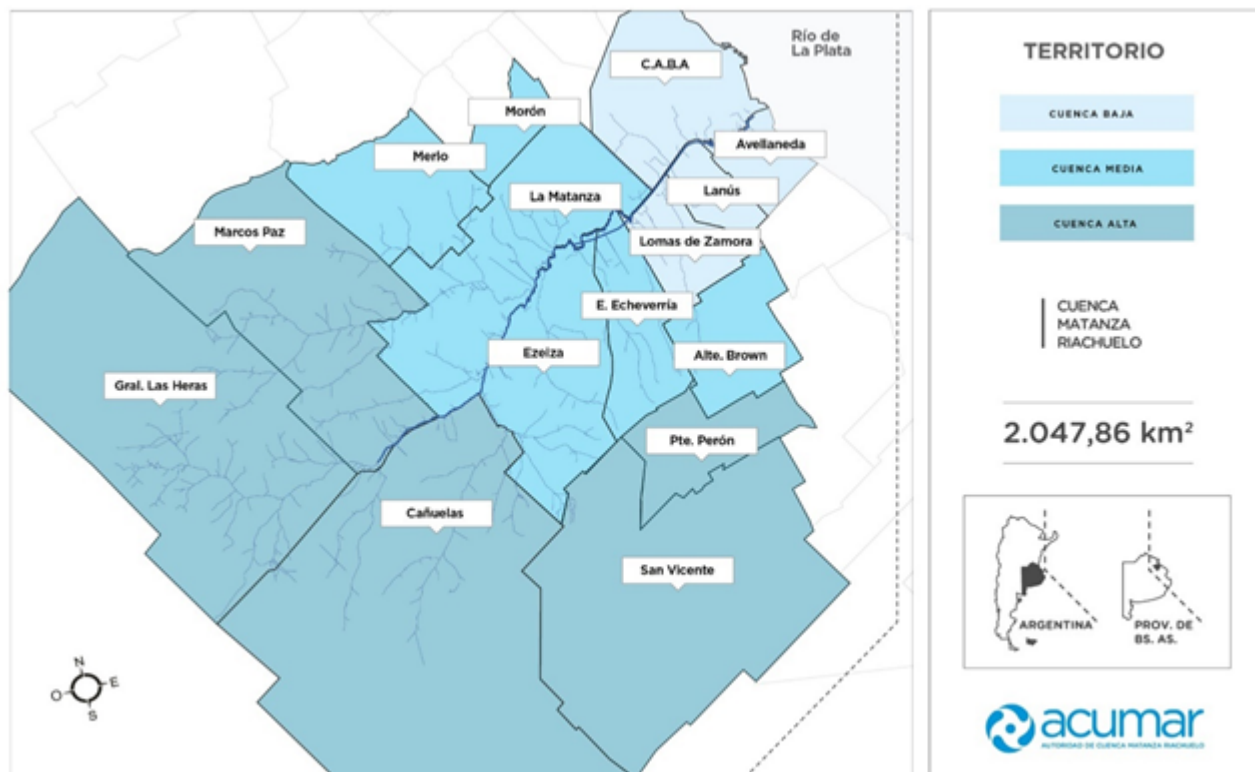 Río de
La Plata
C.A.B.A
Morón
Merlo
Avellaneda
La Matanza
Lanús
Marcos Paz
Lomas de Zamora
E. Echeverría
Ezeiza
Alte. Brown
Gral. Las Heras
Pte. Perón
Cañuelas
San Vicente
N
O
E
S
TERRITORIO
CUENCA BAJA
CUENCA MEDIA
CUENCA ALTA
CUENCA
MATANZA
RIACHUELO
2.047,86 km²
ARGENTINA
PROV. DE
BS. AS.
acumar
AUTORIDAD DE CUENCA MATANZA RIACHUELO